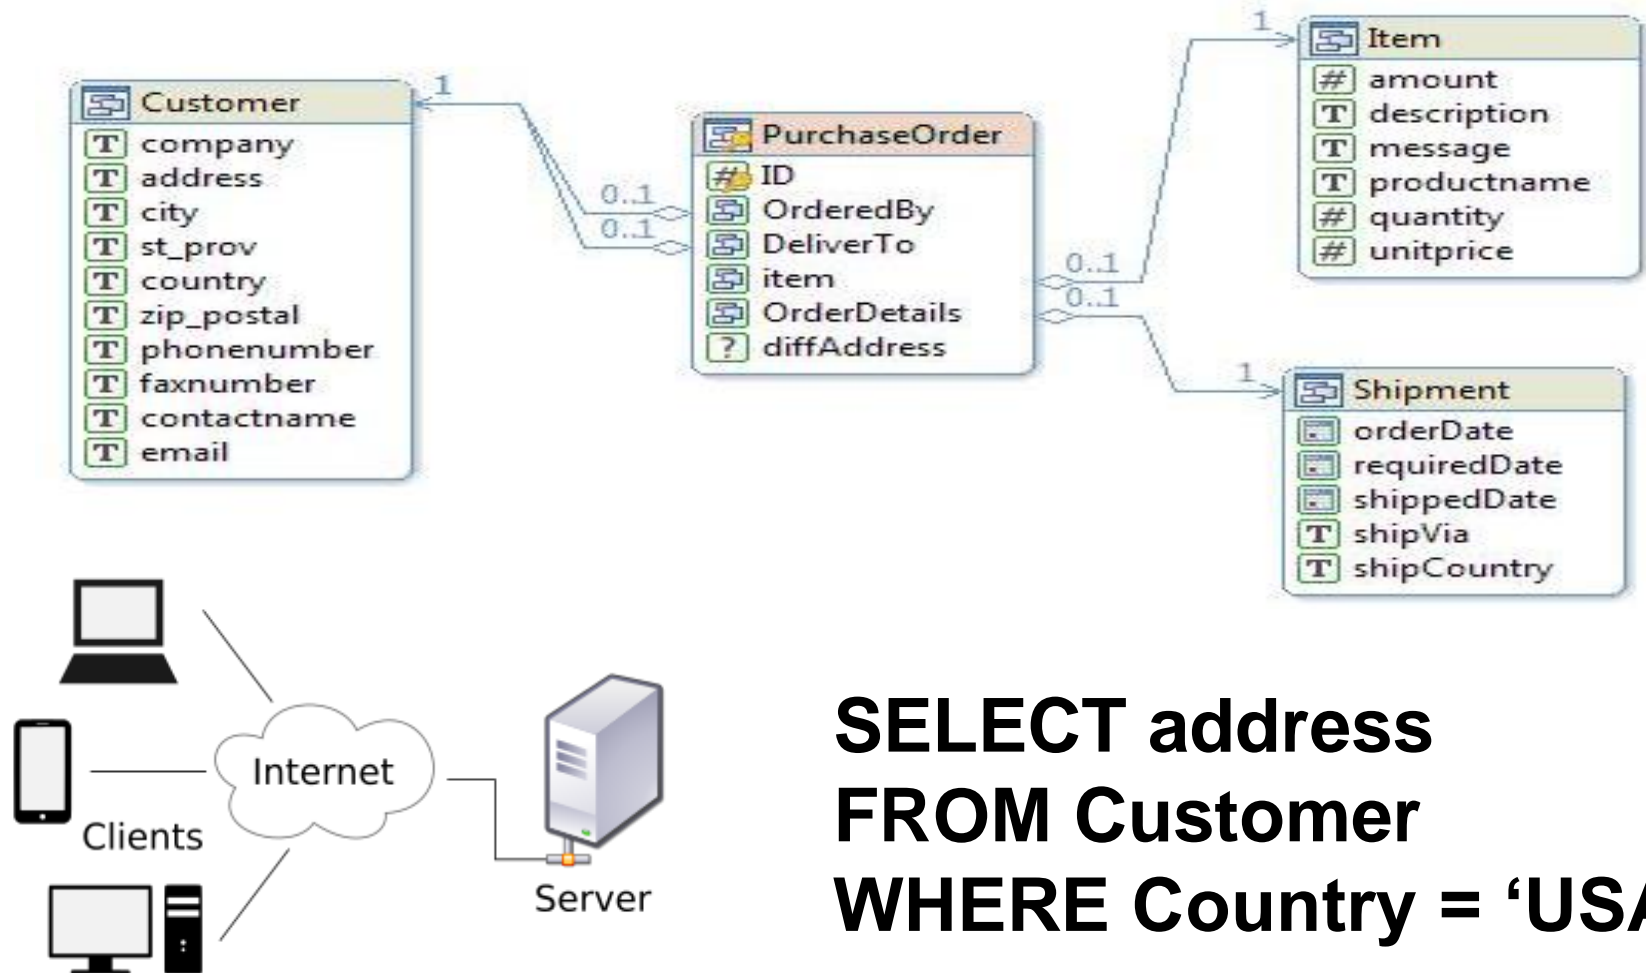 Customer
company
address
city
st_prov
country
zip_postal
phonenumber
faxnumber
contactname
email
1
0..1
0..1
PurchaseOrder
ID
OrderedBy
DeliverTo
item
OrderDetails
diffAddress
0..1
0..1
1
Item
amount
description
message
productname
quantity
unitprice
1
Shipment
orderDate
requiredDate
shippedDate
shipVia
shipCountry
Internet
Clients
Server
SELECT address
FROM Customer
WHERE Country = ‘USA